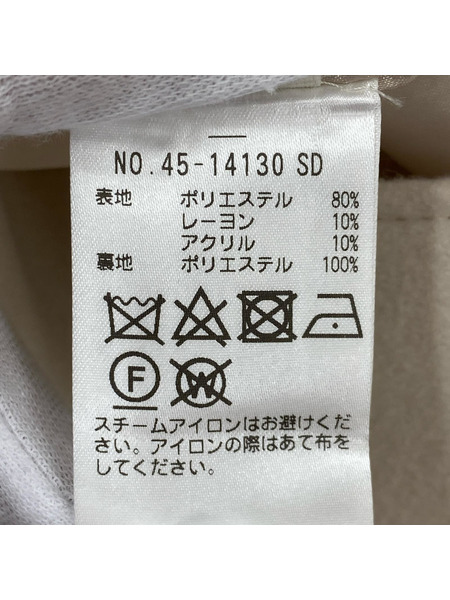 NO.45-14130 SD
表地 ポリエステル 80%
レーヨン 10%
アクリル 10%
裏地 ポリエステル 100%
F W
スチームアイロンはお避けくだ
さい。アイロンの際はあて布を
してください。